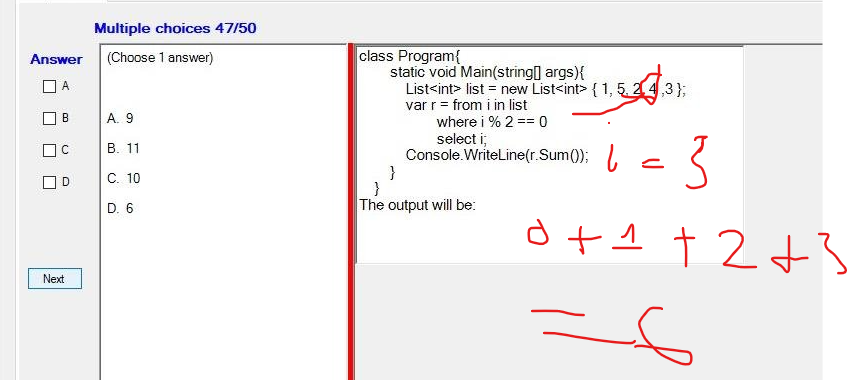 Multiple choices 47/50
Answer
(Choose 1 answer)
A
B
C
D
A. 9
B. 11
C. 10
D. 6
Next
class Program{
static void Main(string[] args){
List<int> list = new List<int> { 1, 5, 2, 4 ,3 };
var r = from i in list
where i % 2 == 0
select i;
Console.WriteLine(r.Sum());
}
}
The output will be:
i = 3
0 + 1 + 2 + 3
= 6